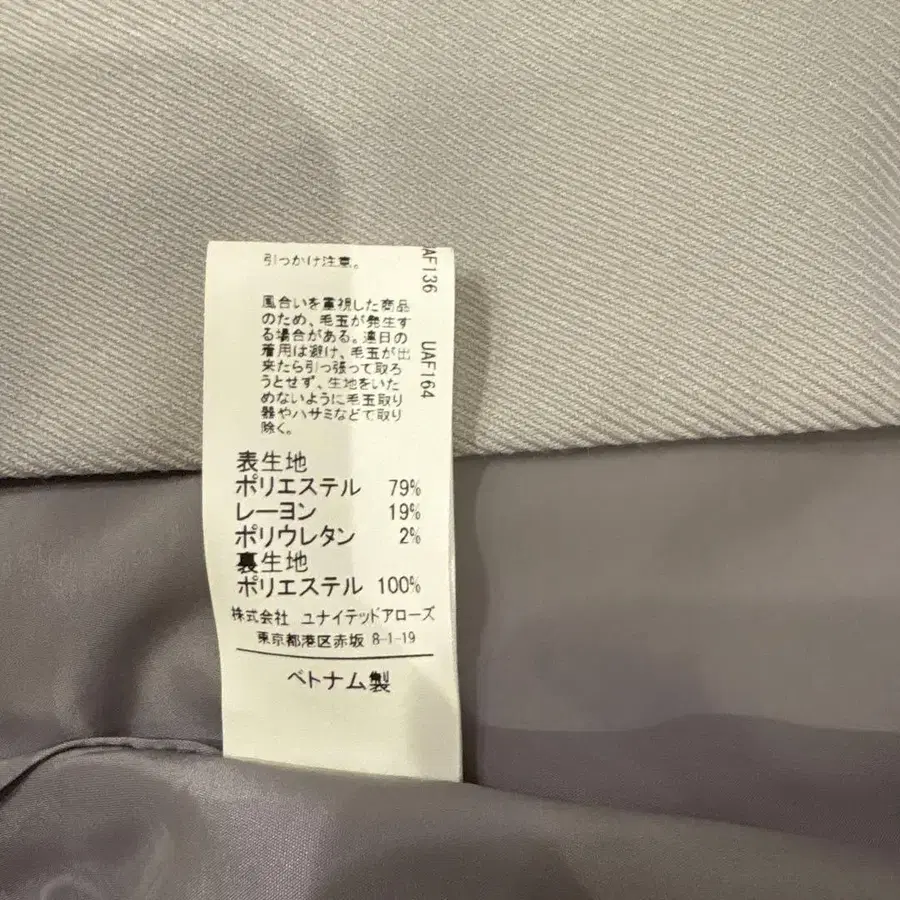 引っかけ注意。
風合いを重視した商品
のため、毛玉が発生す
る場合がある。連日の
着用は避け、毛玉が出
来たら引っ張って取ろ
うとせず、生地をいた
めないように毛玉取り
器やハサミなどで取り
除く。
表生地
ポリエステル 79%
レーヨン 19%
ポリウレタン 2%
裏生地
ポリエステル 100%
株式会社 ユナイテッドアローズ
東京都港区赤坂 8-1-19
ベトナム製
UAF136 UAF164